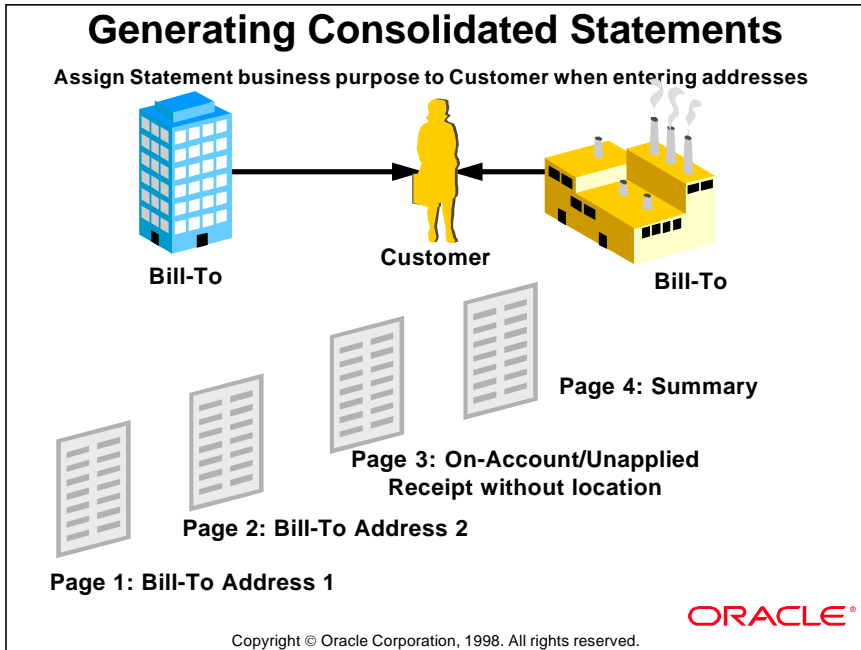 Generating Consolidated Statements
Assign Statement business purpose to Customer when entering addresses
Bill-To
Customer
Bill-To
Page 4: Summary
Page 3: On-Account/Unapplied
Receipt without location
Page 2: Bill-To Address 2
Page 1: Bill-To Address 1
ORACLE®
Copyright © Oracle Corporation, 1998. All rights reserved.